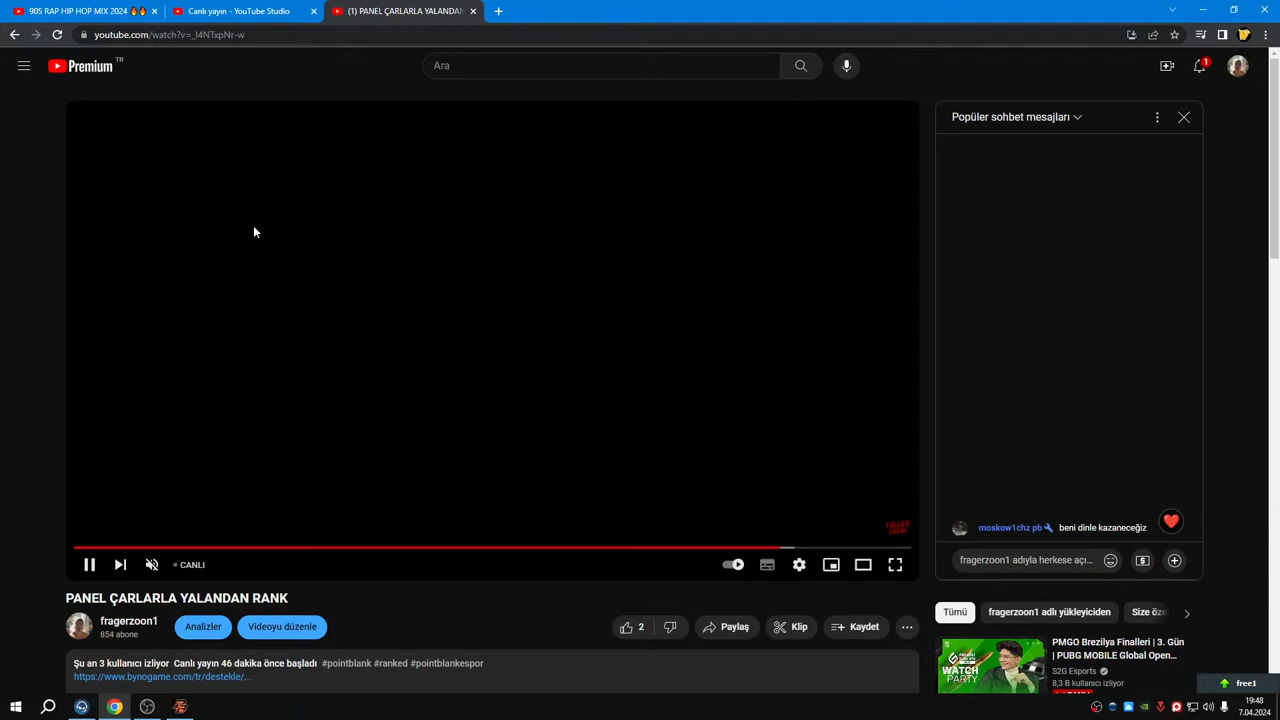 90S RAP HIP HOP MIX 2024
Canlı yayın - YouTube Studio
(1) PANEL ÇARLARLA YALANDAN
youtube.com/watch?v=_l4NTxpNr-w
Premium TR
Ara
1
Popüler sohbet mesajları
moskow1chz pb beni dinle kazaneceğiz
CANLI
fragerzoon1 adıyla herkese açı...
PANEL ÇARLARLA YALANDAN RANK
fragerzoon1
854 abone
Analizler
Videoyu düzenle
2
Paylaş
Klip
Kaydet
Tümü
fragerzoon1 adlı yükleyiciden
Size öze
Şu an 3 kullanıcı izliyor Canlı yayın 46 dakika önce başladı #pointblank #ranked #pointblankespor
https://www.bynogame.com/tr/destekle/...
WATCH PARTY
PMGO Brezilya Finalleri | 3. Gün
| PUBG MOBILE Global Open...
S2G Esports
8,3 B kullanıcı izliyor
free1
19:48
7.04.2024